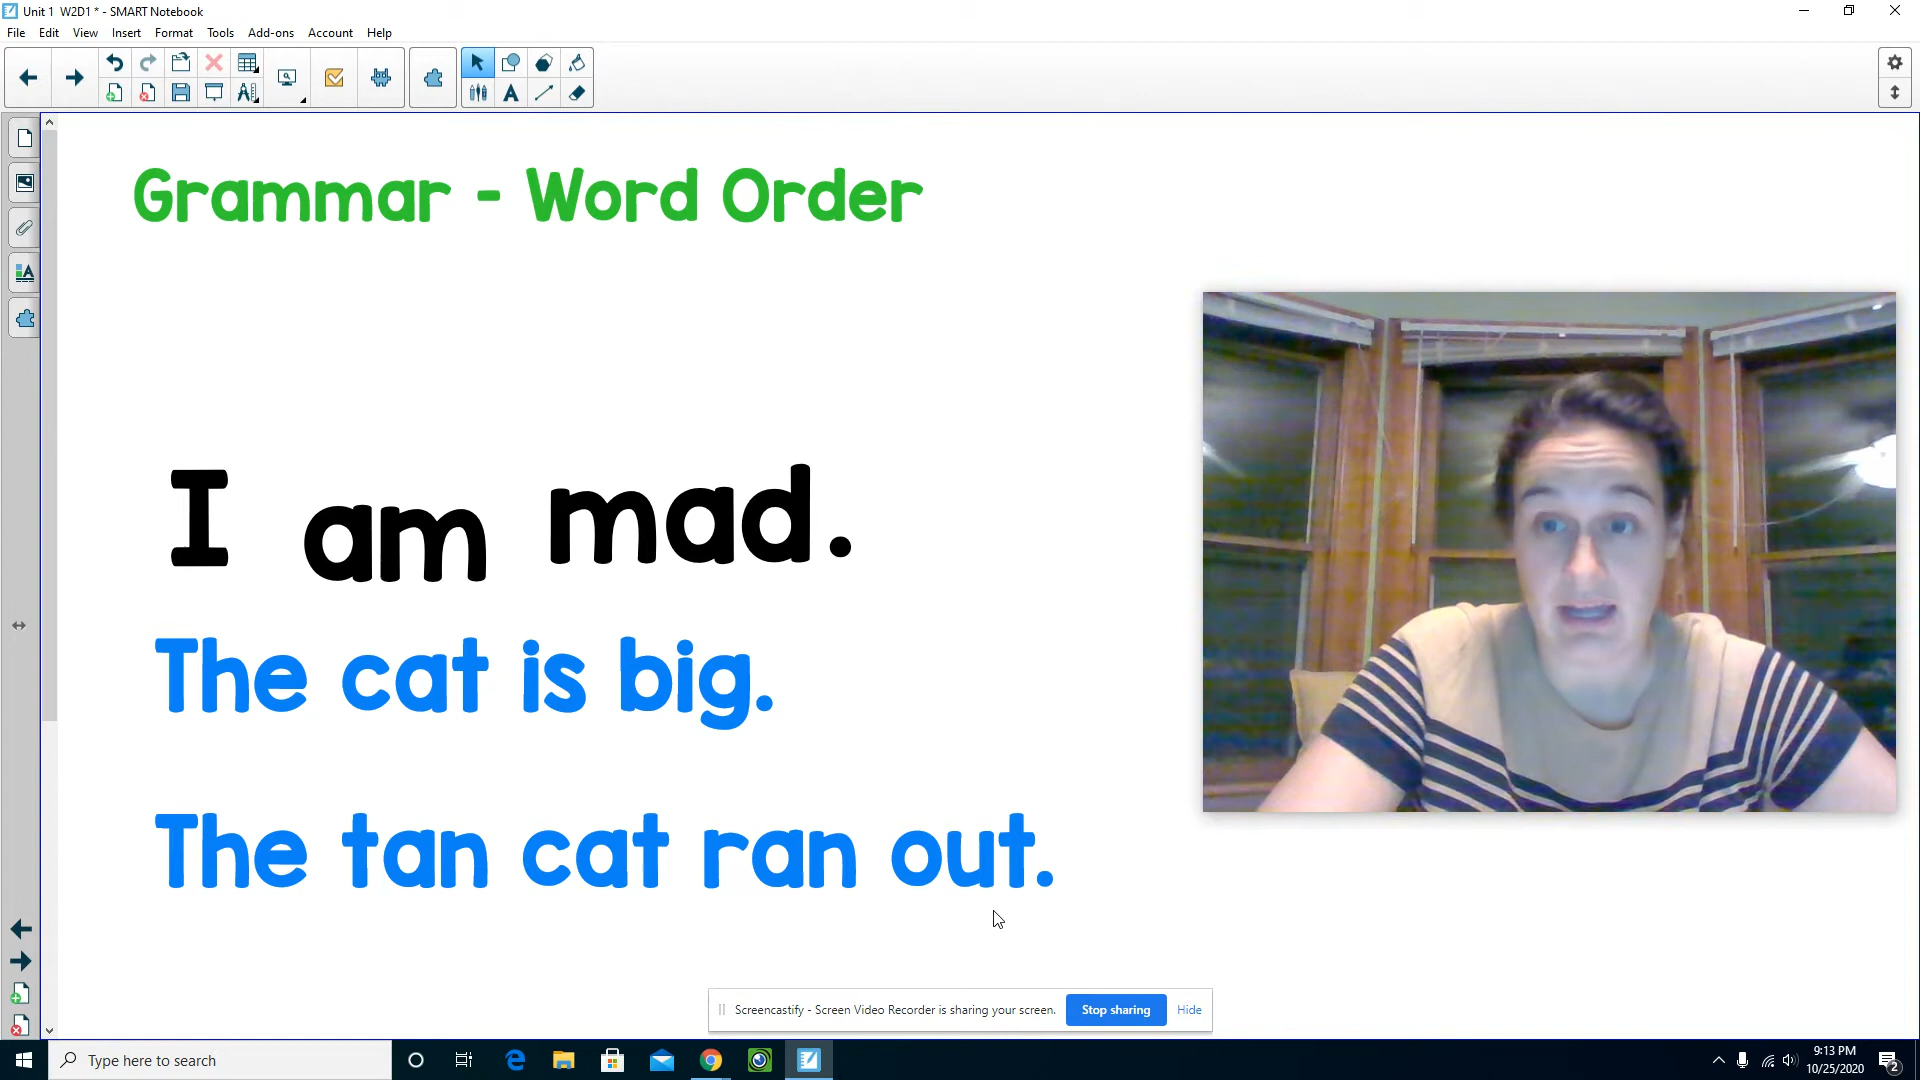 Unit 1 W2D1 * - SMART Notebook
File Edit View Insert Format Tools Add-ons Account Help
Grammar - Word Order
I am mad.
The cat is big.
The tan cat ran out.
Screencastify - Screen Video Recorder is sharing your screen. Stop sharing Hide
Type here to search
9:13 PM
10/25/2020
2